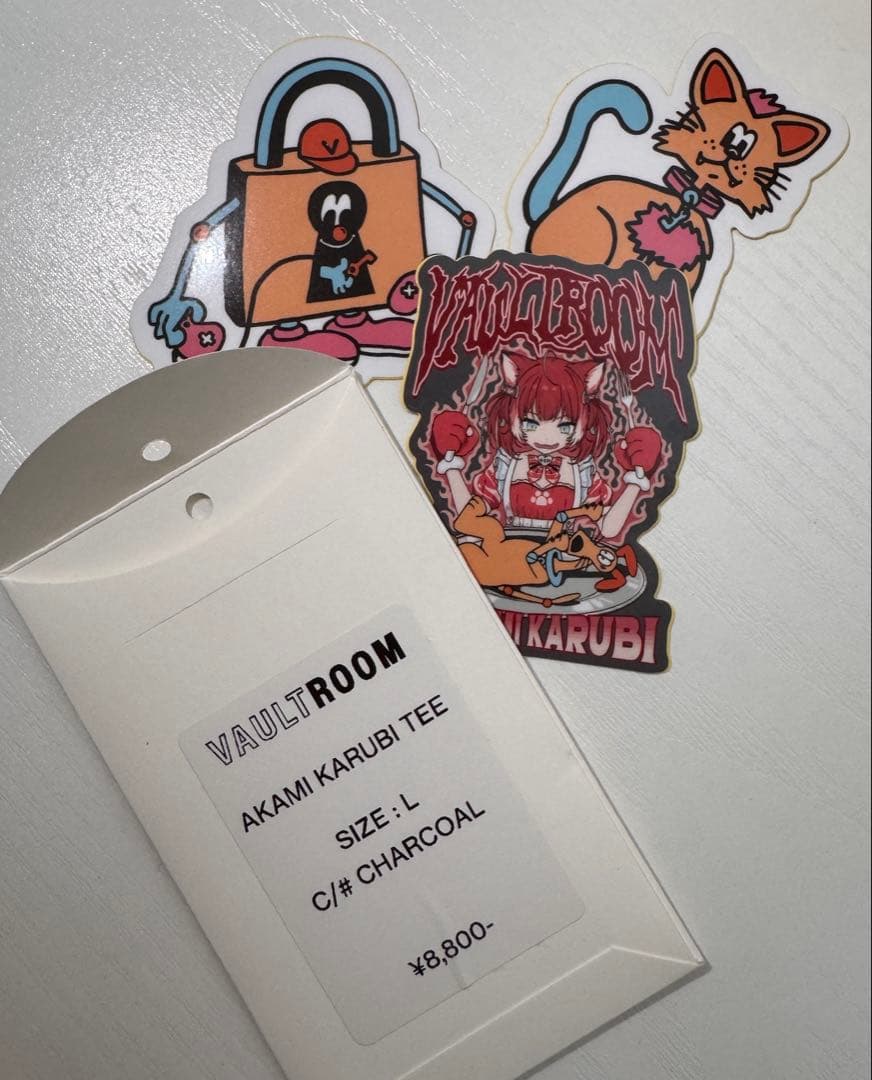 V
VAULTROOM
KARUBI
VAULTROOM
AKAMI KARUBI TEE
SIZE : L
C/# CHARCOAL
¥8,800-